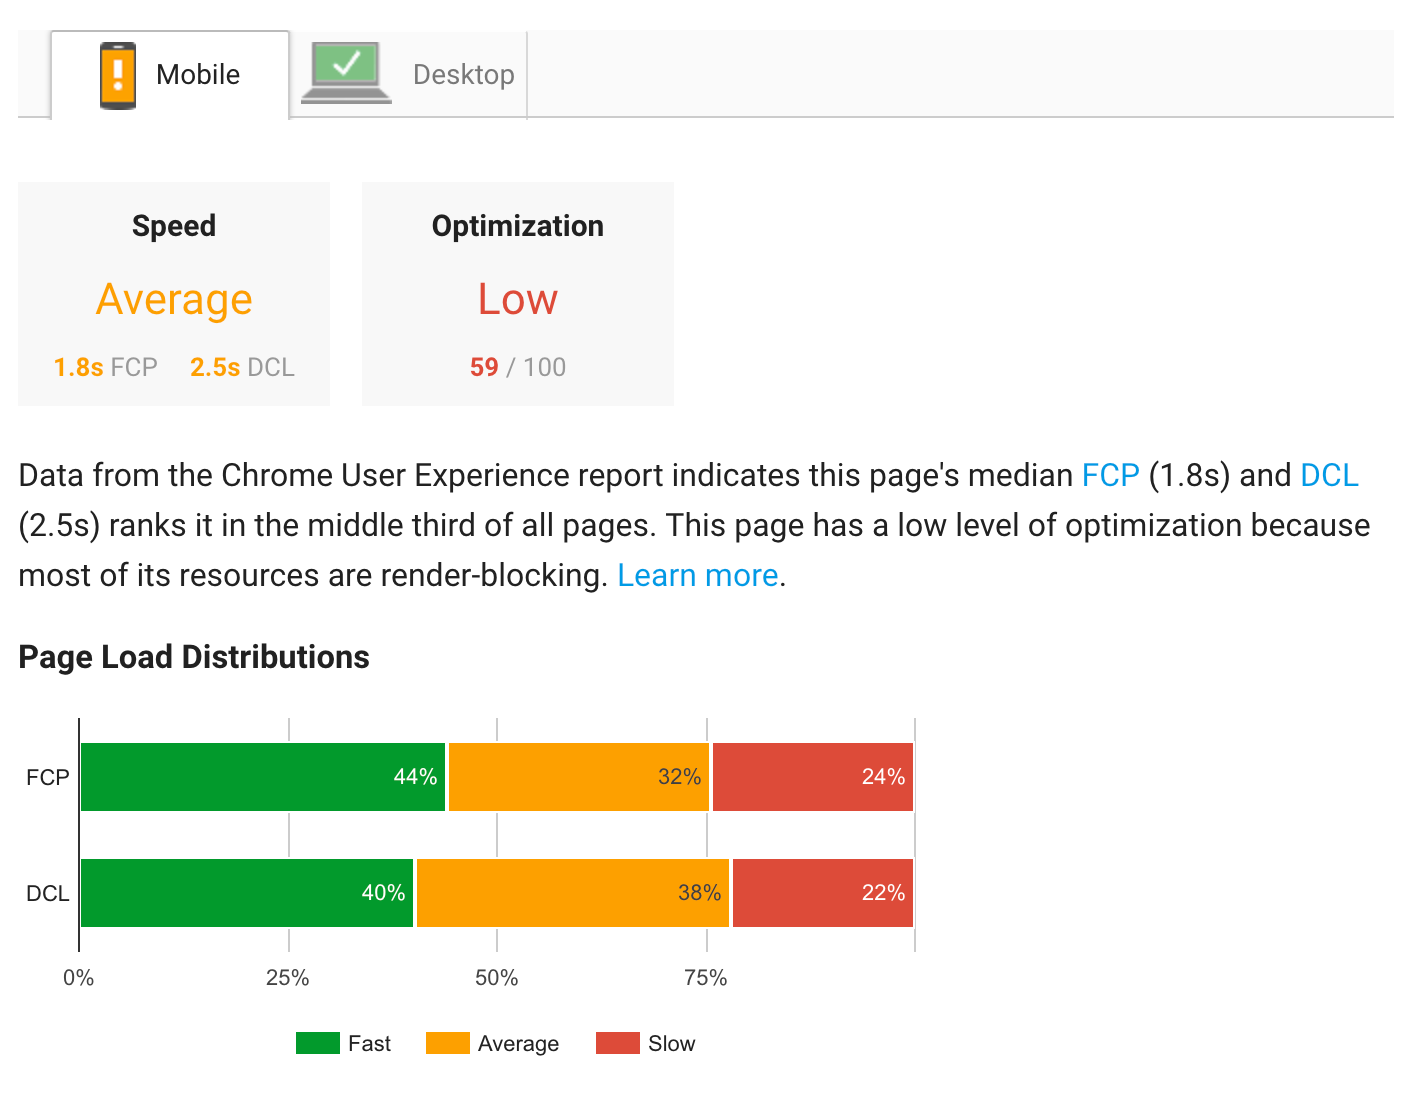 Mobile
Desktop
Speed
Average
1.8s FCP 2.5s DCL
Optimization
Low
59 / 100
Data from the Chrome User Experience report indicates this page's median FCP (1.8s) and DCL
(2.5s) ranks it in the middle third of all pages. This page has a low level of optimization because
most of its resources are render-blocking. Learn more.
Page Load Distributions
FCP 44% 32% 24%
DCL 40% 38% 22%
0% 25% 50% 75%
Fast Average Slow